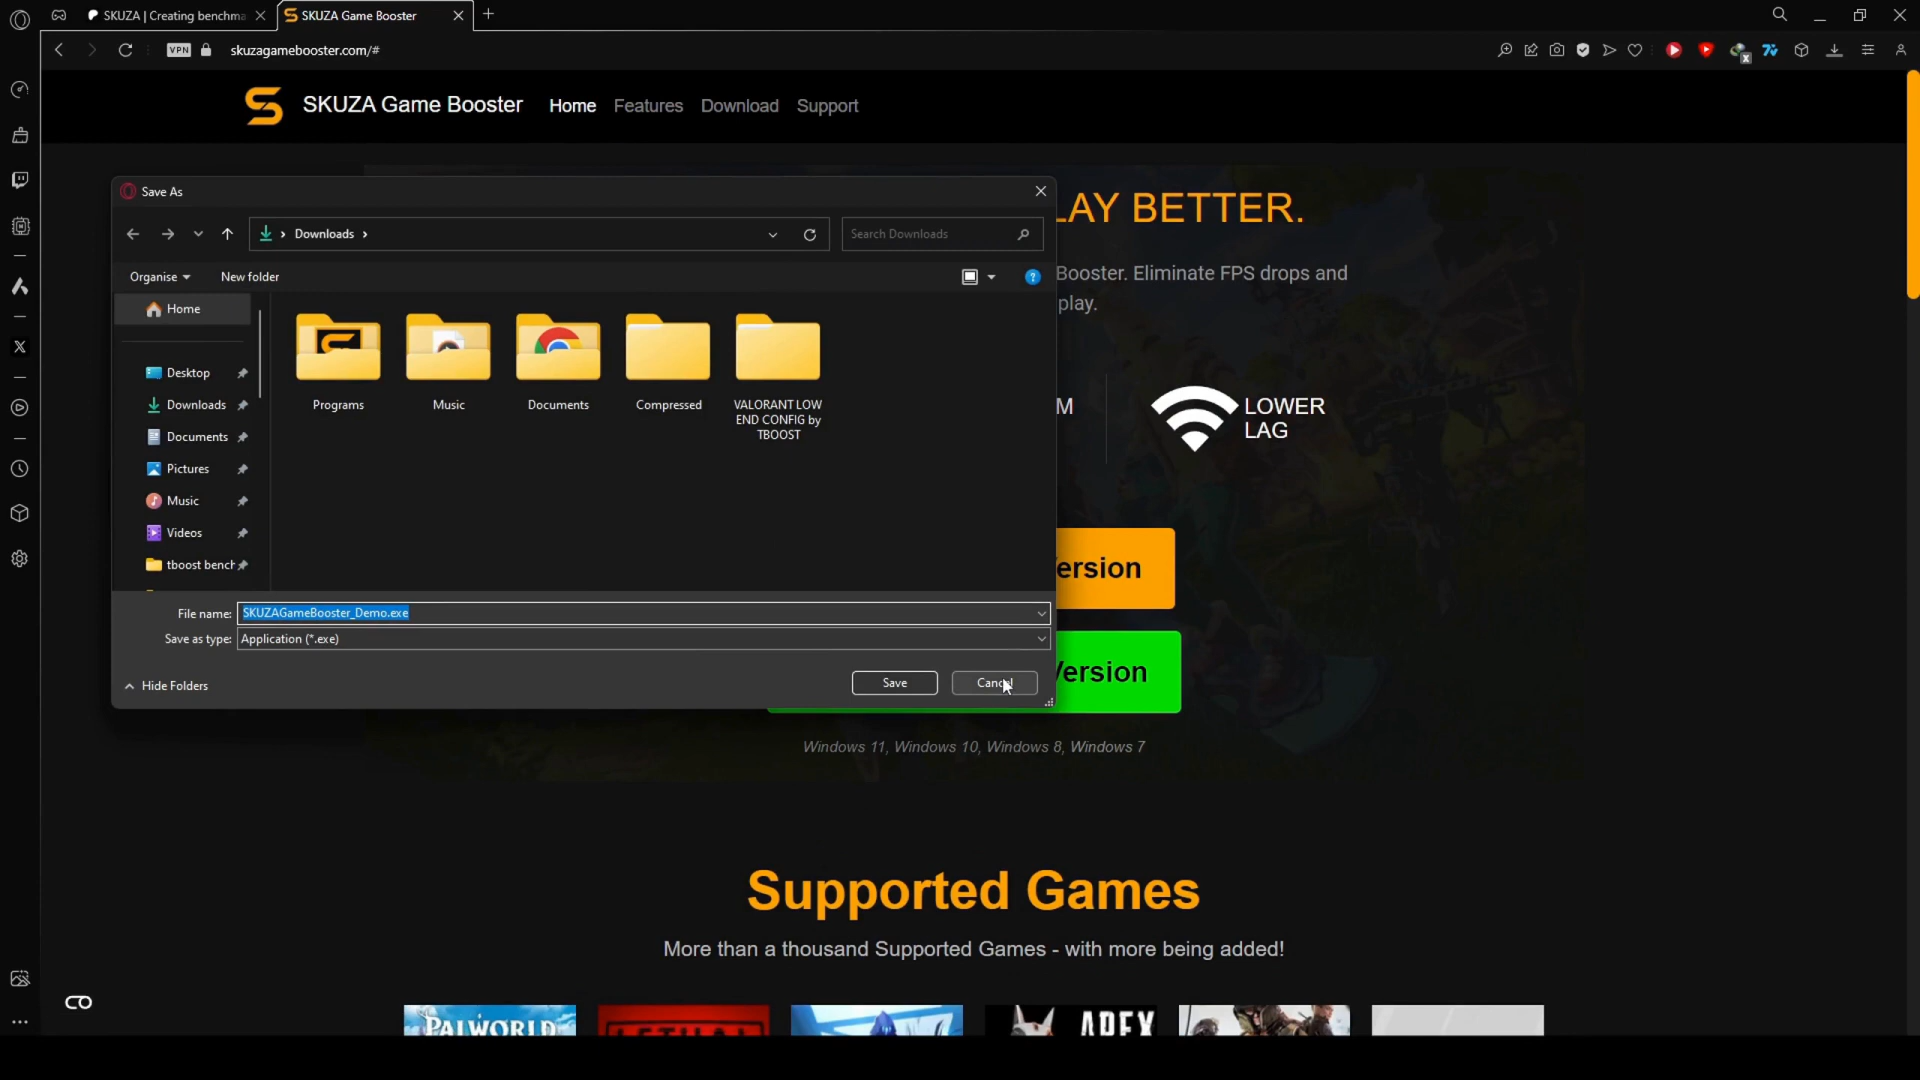 SKUZA | Creating benchma
SKUZA Game Booster
VPN
skuzagamebooster.com/#
SKUZA Game Booster
Home
Features
Download
Support
Save As
Downloads
Search Downloads
Organise
New folder
Home
Desktop
Downloads
Documents
Pictures
Music
Videos
tboost bench
Programs
Music
Documents
Compressed
VALORANT LOW
END CONFIG by
TBOOST
File name:
SKUZAGameBooster_Demo.exe
Save as type:
Application (*.exe)
Hide Folders
Save
Cancel
LAY BETTER.
Booster. Eliminate FPS drops and
play.
M
LOWER
LAG
ersion
Version
Windows 11, Windows 10, Windows 8, Windows 7
Supported Games
More than a thousand Supported Games - with more being added!
PALWORLD
LETHAL
APEX